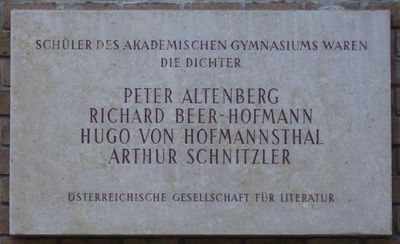 SCHÜLER DES AKADEMISCHEN GYMNASIUMS WAREN
DIE DICHTER
PETER ALTENBERG
RICHARD BEER-HOFMANN
HUGO VON HOFMANNSTHAL
ARTHUR SCHNITZLER
ÖSTERREICHISCHE GESELLSCHAFT FÜR LITERATUR